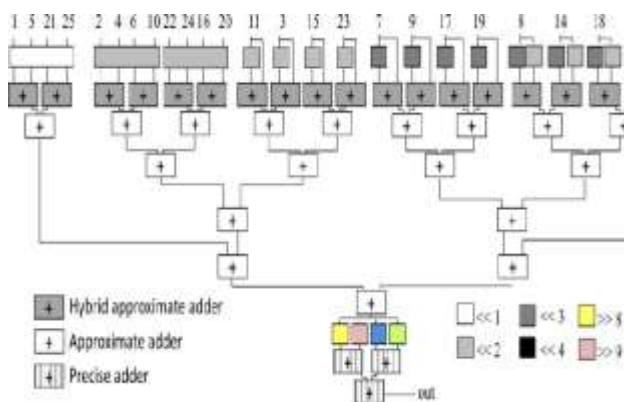 1 5 21 25 2 4 6 10 22 24 16 20 11 3 15 23 7 9 17 19 8 14 18
+ + + + + + + + + + + + + + + + +
+ + + + + + + +
+ + + +
+ +
+ +
+
Hybrid approximate adder
Approximate adder
Precise adder
<<1 <<3 >>8
<<2 <<4 >>9
+ +
+ out